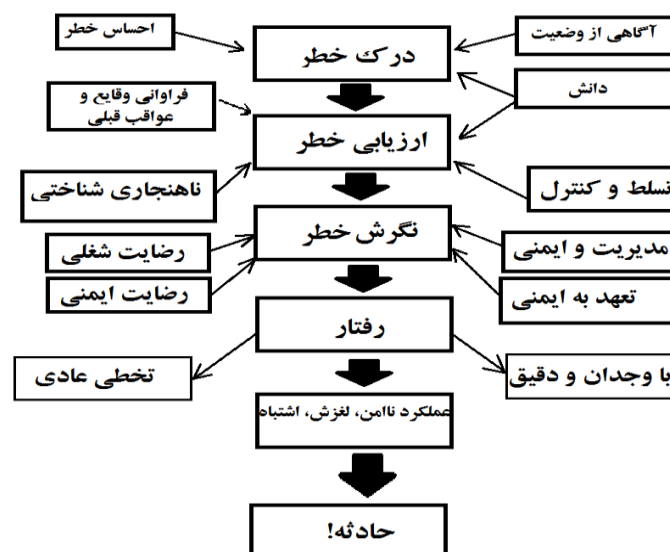 احساس خطر
درک خطر
آگاهی از وضعیت
دانش
فراوانی وقایع و
عواقب قبلی
ارزیابی خطر
ناهنجاری شناختی
تسلط و کنترل
نگرش خطر
رضایت شغلی
مدیریت و ایمنی
رضایت ایمنی
تعهد به ایمنی
رفتار
تخطی عادی
با وجدان و دقیق
عملکرد ناامن، لغزش، اشتباه
حادثه!